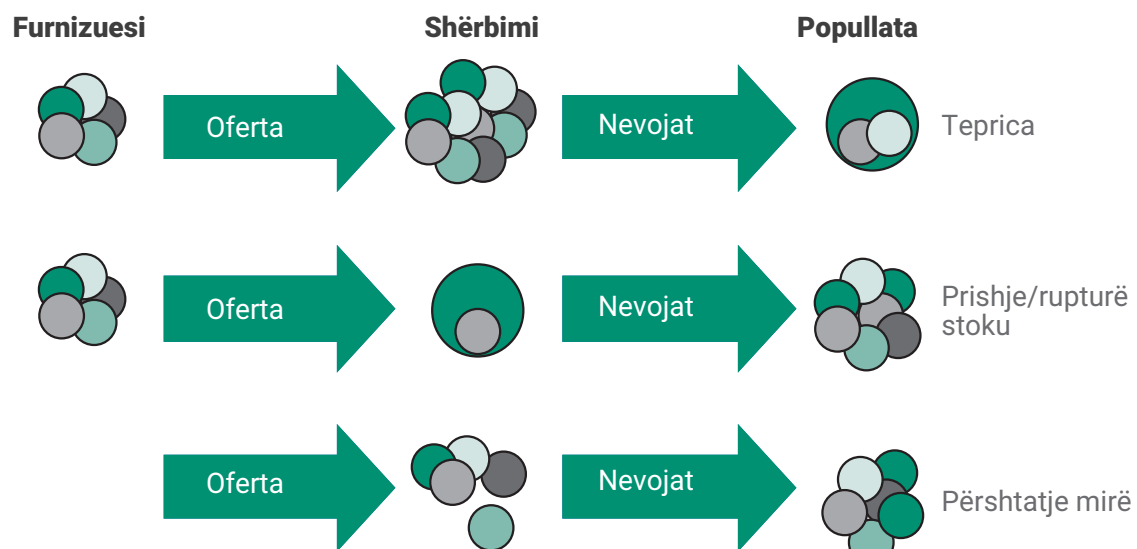 Furnizuesi
Shërbimi
Popullata
Oferta
Nevojat
Teprica
Oferta
Nevojat
Prishje/rupturë
stoku
Oferta
Nevojat
Përshtatje mirë